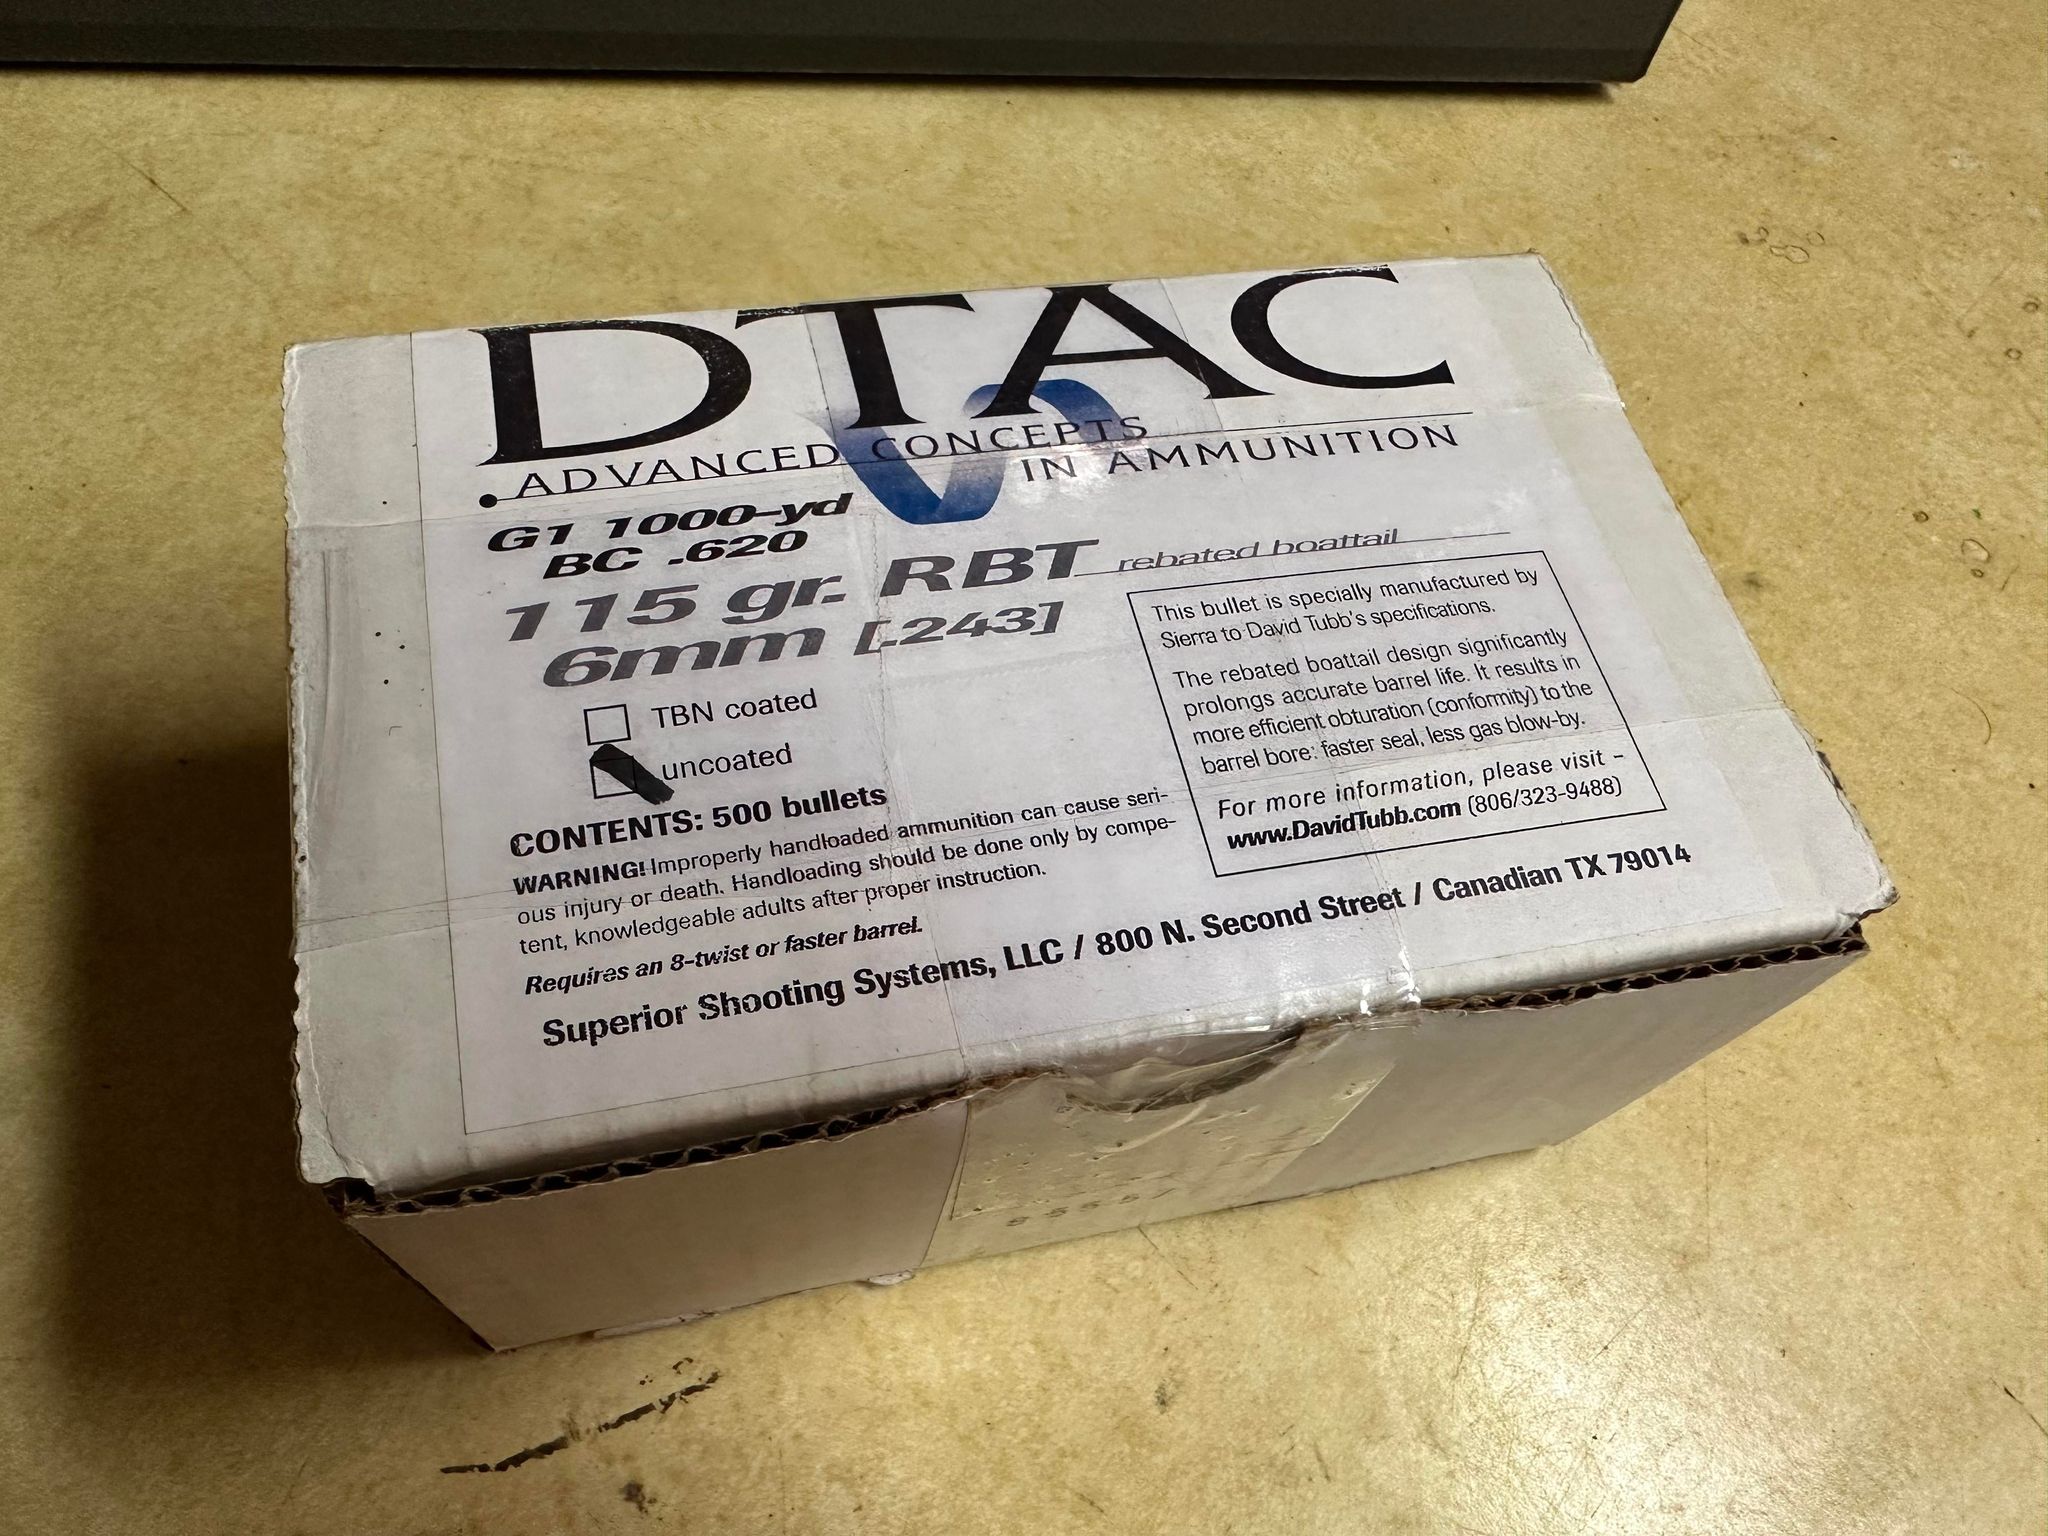 DTAC
ADVANCED CONCEPTS
IN AMMUNITION
G1 1000-yd
BC .620
115 gr. RBT rebated boattail
6mm [.243]
TBN coated
uncoated
CONTENTS: 500 bullets
WARNING! Improperly handloaded ammunition can cause seri-
ous injury or death. Handloading should be done only by compe-
tent, knowledgeable adults after proper instruction.
Requires an 8-twist or faster barrel.
This bullet is specially manufactured by
Sierra to David Tubb's specifications.
The rebated boattail design significantly
prolongs accurate barrel life. It results in
more efficient obturation (conformity) to the
barrel bore: faster seal, less gas blow-by.
For more information, please visit –
www.DavidTubb.com (806/323-9488)
Superior Shooting Systems, LLC / 800 N. Second Street / Canadian TX 79014